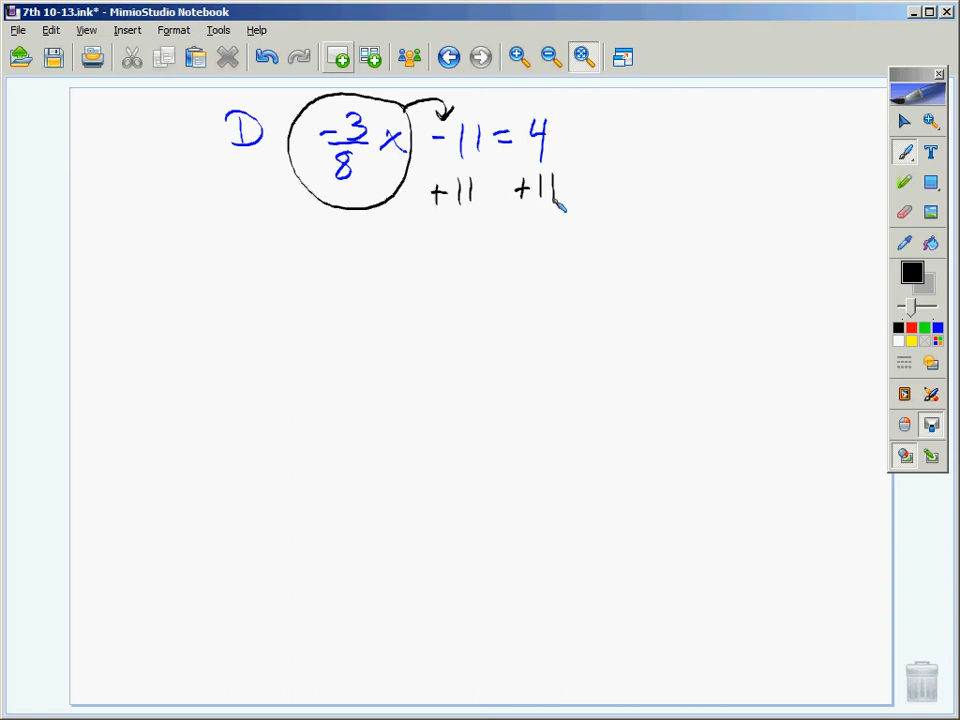 7th 10-13.ink* - MimioStudio Notebook
File Edit View Insert Format Tools Help
D -3/8 x -11 = 4
+11 +11
T